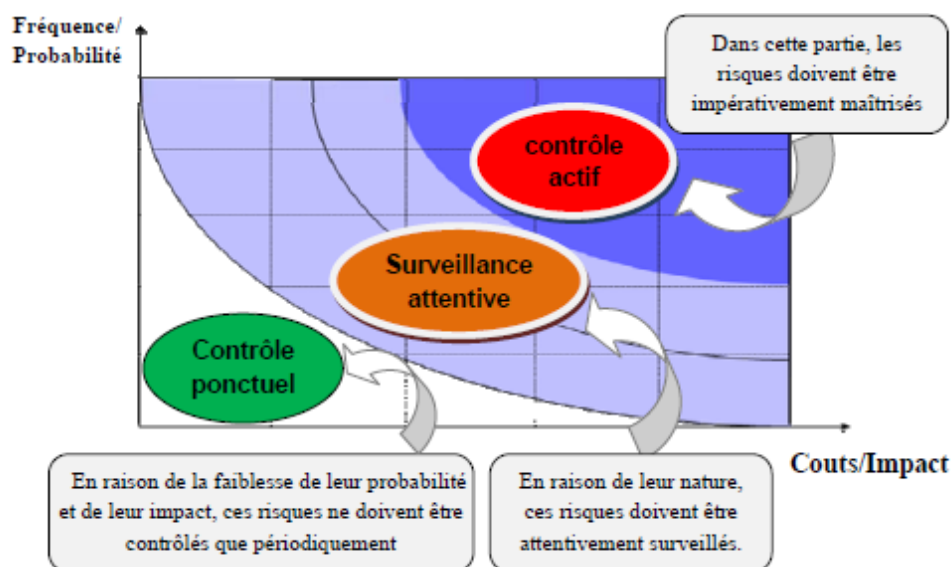 Fréquence/
Probabilité
Dans cette partie, les
risques doivent être
impérativement maîtrisés
contrôle
actif
Surveillance
attentive
Contrôle
ponctuel
Couts/Impact
En raison de la faiblesse de leur probabilité
et de leur impact, ces risques ne doivent être
contrôlés que périodiquement
En raison de leur nature,
ces risques doivent être
attentivement surveillés.